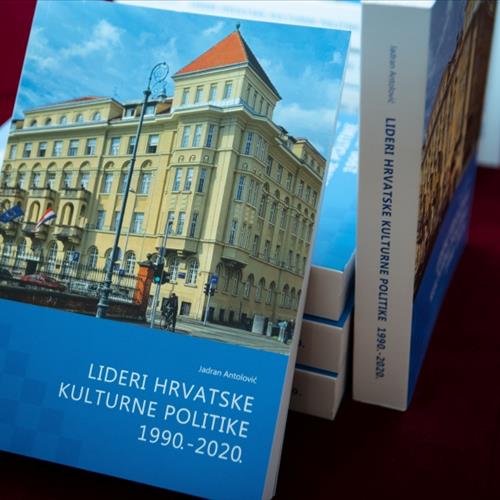 Jadran Antolović
LIDERI HRVATSKE
KULTURNE POLITIKE
1990.-2020.
Jadran Antolović
LIDERI HRVATSKE KULTURNE POLITIKE 1990.-2020.